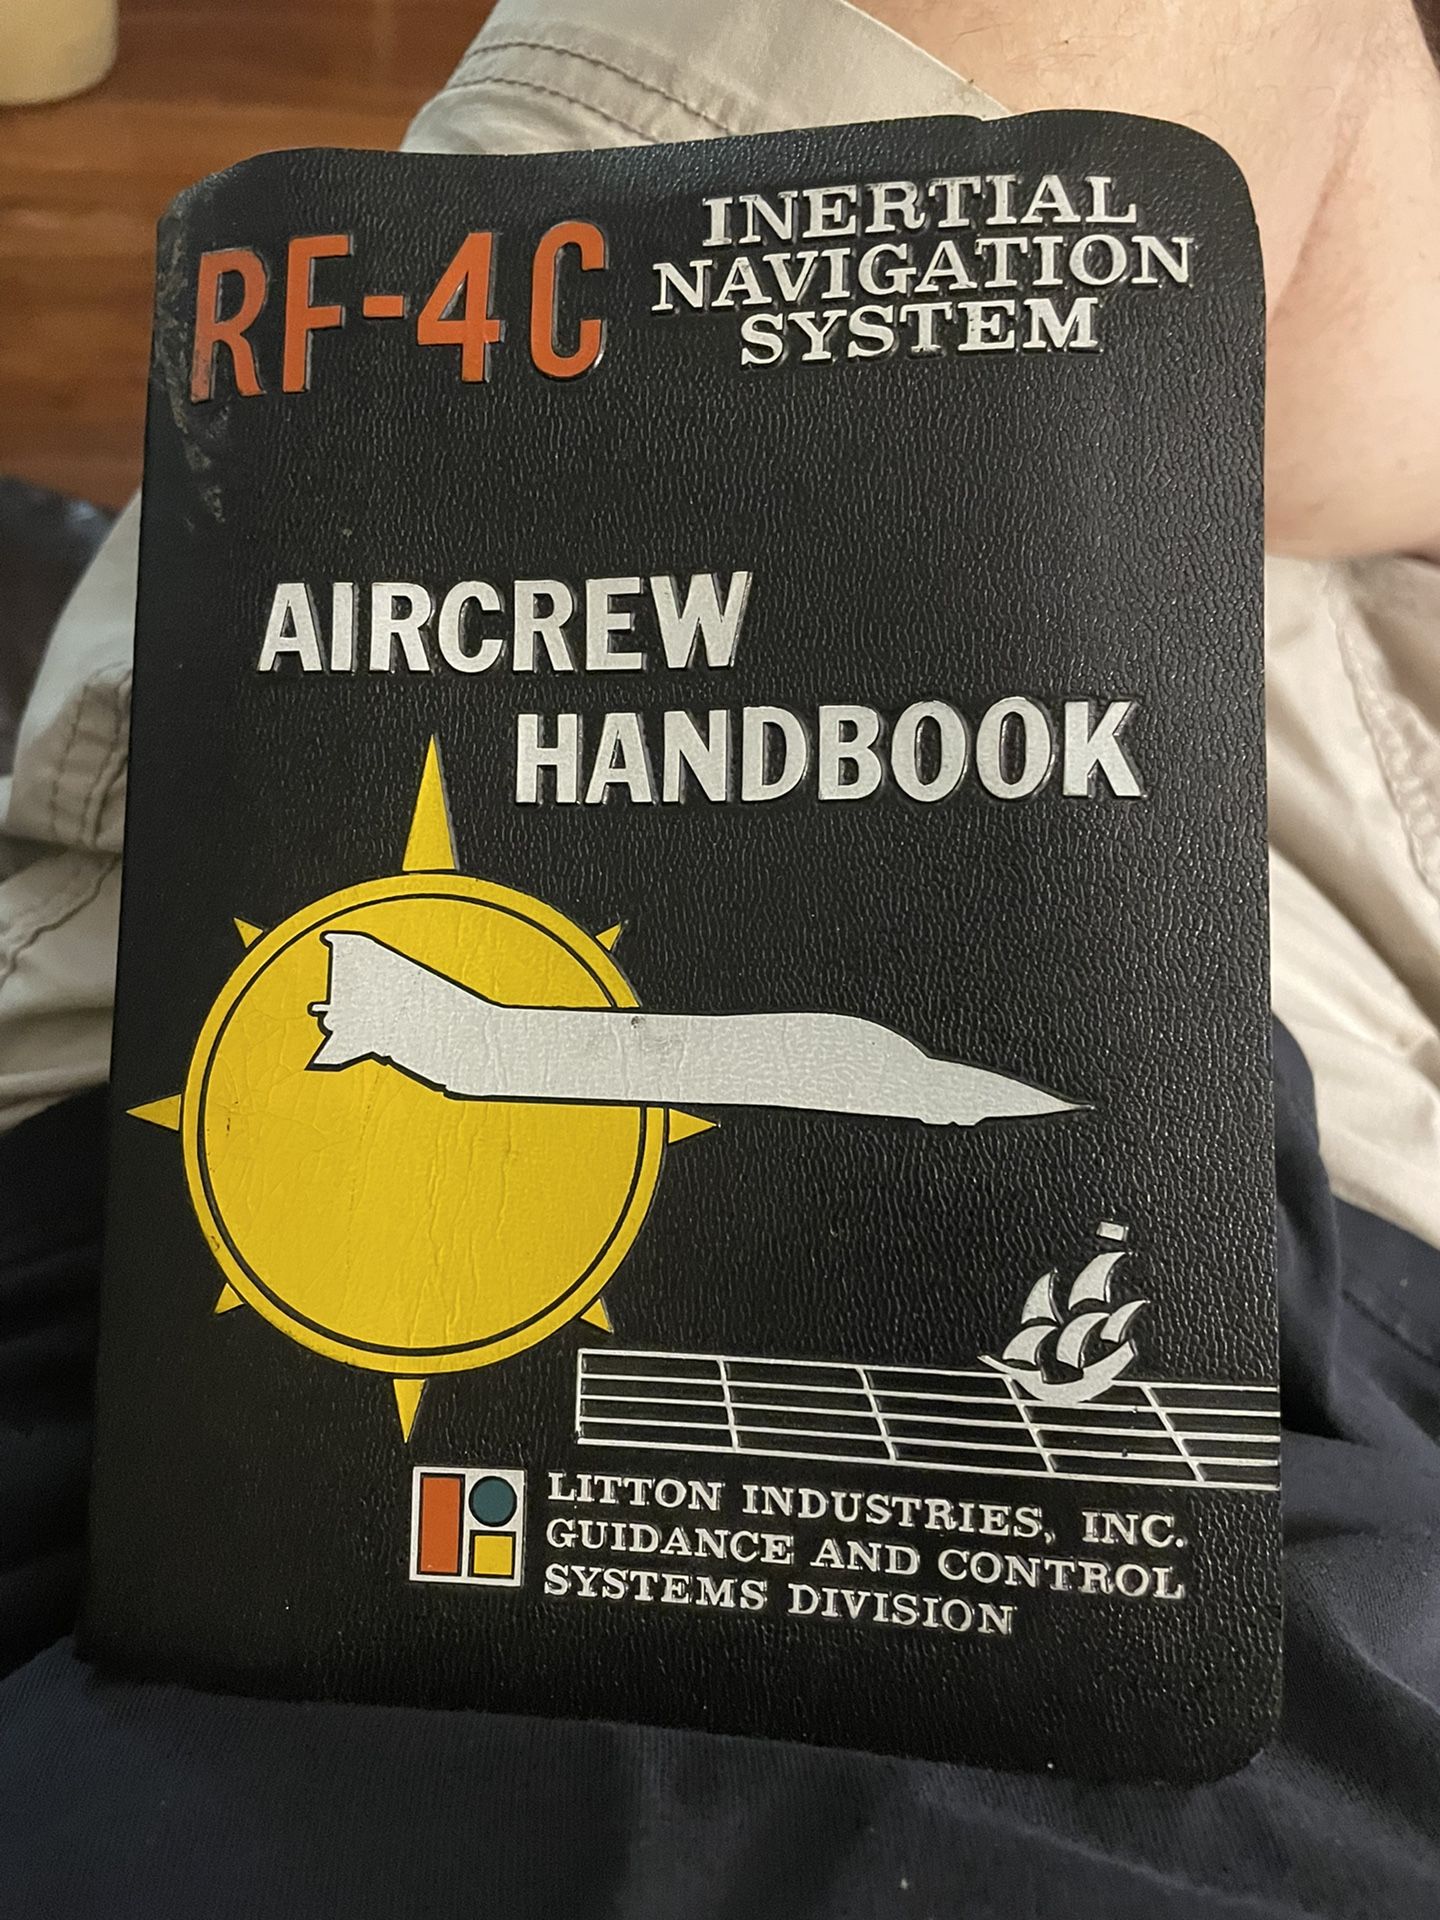 RF-4C
INERTIAL
NAVIGATION
SYSTEM
AIRCREW
HANDBOOK
LITTON INDUSTRIES, INC.
GUIDANCE AND CONTROL
SYSTEMS DIVISION